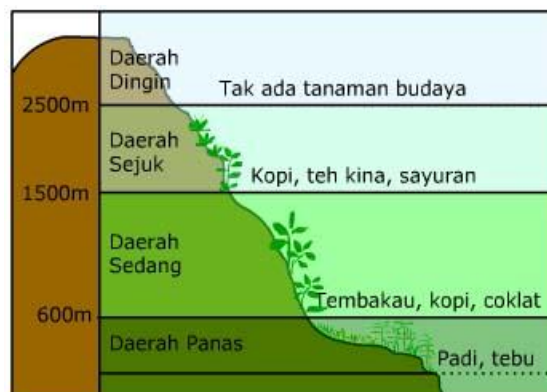 Daerah
Dingin
Tak ada tanaman budaya
2500m
Daerah
Sejuk
Kopi, teh kina, sayuran
1500m
Daerah
Sedang
Tembakau, kopi, coklat
600m
Daerah Panas
Padi, tebu